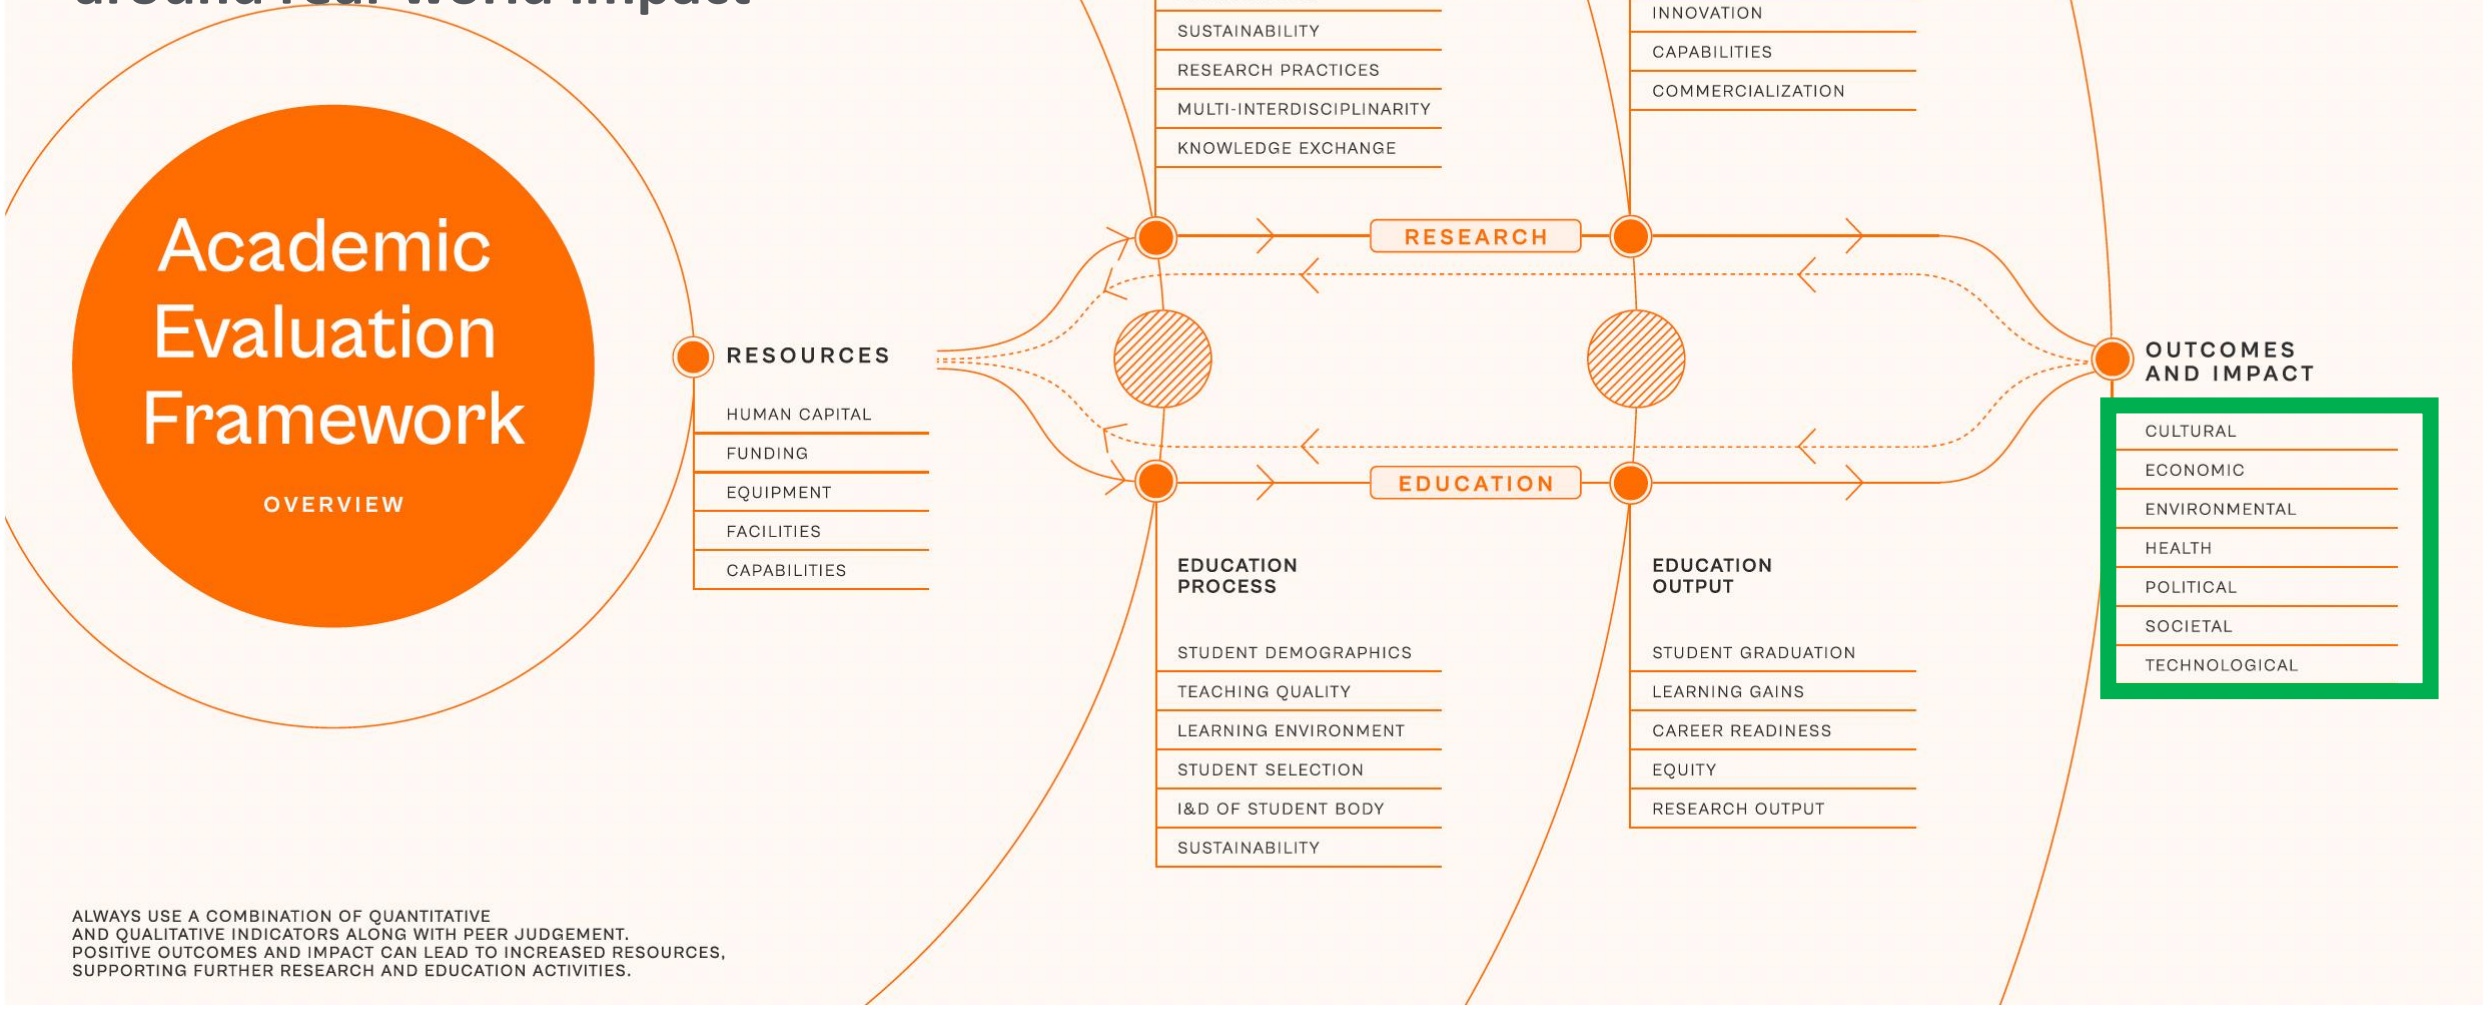 around real-world impact
Academic
Evaluation
Framework
OVERVIEW
RESOURCES
HUMAN CAPITAL
FUNDING
EQUIPMENT
FACILITIES
CAPABILITIES
SUSTAINABILITY
RESEARCH PRACTICES
MULTI-INTERDISCIPLINARITY
KNOWLEDGE EXCHANGE
INNOVATION
CAPABILITIES
COMMERCIALIZATION
RESEARCH
EDUCATION
EDUCATION
PROCESS
STUDENT DEMOGRAPHICS
TEACHING QUALITY
LEARNING ENVIRONMENT
STUDENT SELECTION
I&D OF STUDENT BODY
SUSTAINABILITY
EDUCATION
OUTPUT
STUDENT GRADUATION
LEARNING GAINS
CAREER READINESS
EQUITY
RESEARCH OUTPUT
OUTCOMES
AND IMPACT
CULTURAL
ECONOMIC
ENVIRONMENTAL
HEALTH
POLITICAL
SOCIETAL
TECHNOLOGICAL
ALWAYS USE A COMBINATION OF QUANTITATIVE
AND QUALITATIVE INDICATORS ALONG WITH PEER JUDGEMENT.
POSITIVE OUTCOMES AND IMPACT CAN LEAD TO INCREASED RESOURCES,
SUPPORTING FURTHER RESEARCH AND EDUCATION ACTIVITIES.